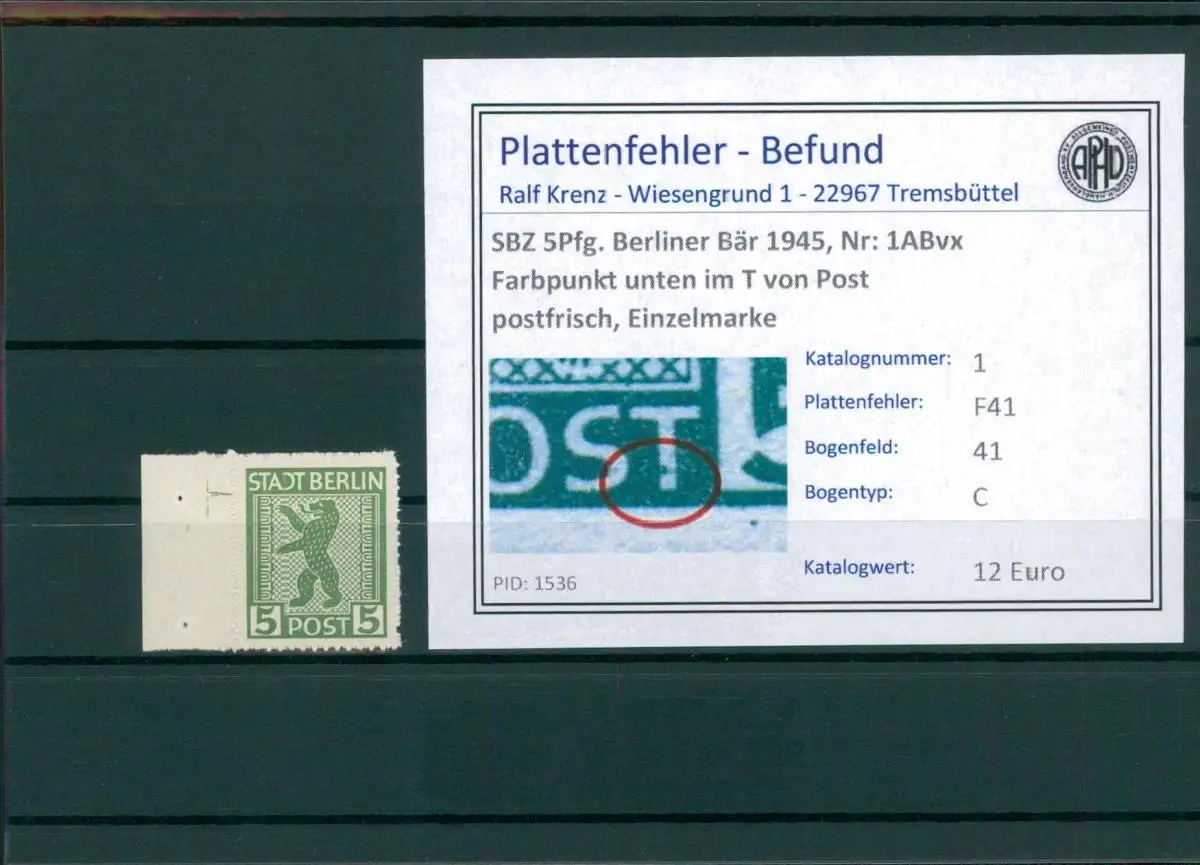 Plattenfehler - Befund
Ralf Krenz - Wiesengrund 1 - 22967 Tremsbüttel
APHD
SBZ 5Pfg. Berliner Bär 1945, Nr: 1ABvx
Farbpunkt unten im T von Post
postfrisch, Einzelmarke
OST
Katalognummer: 1
Plattenfehler: F41
Bogenfeld: 41
Bogentyp: C
Katalogwert: 12 Euro
PID: 1536
STADT BERLIN
5 POST 5